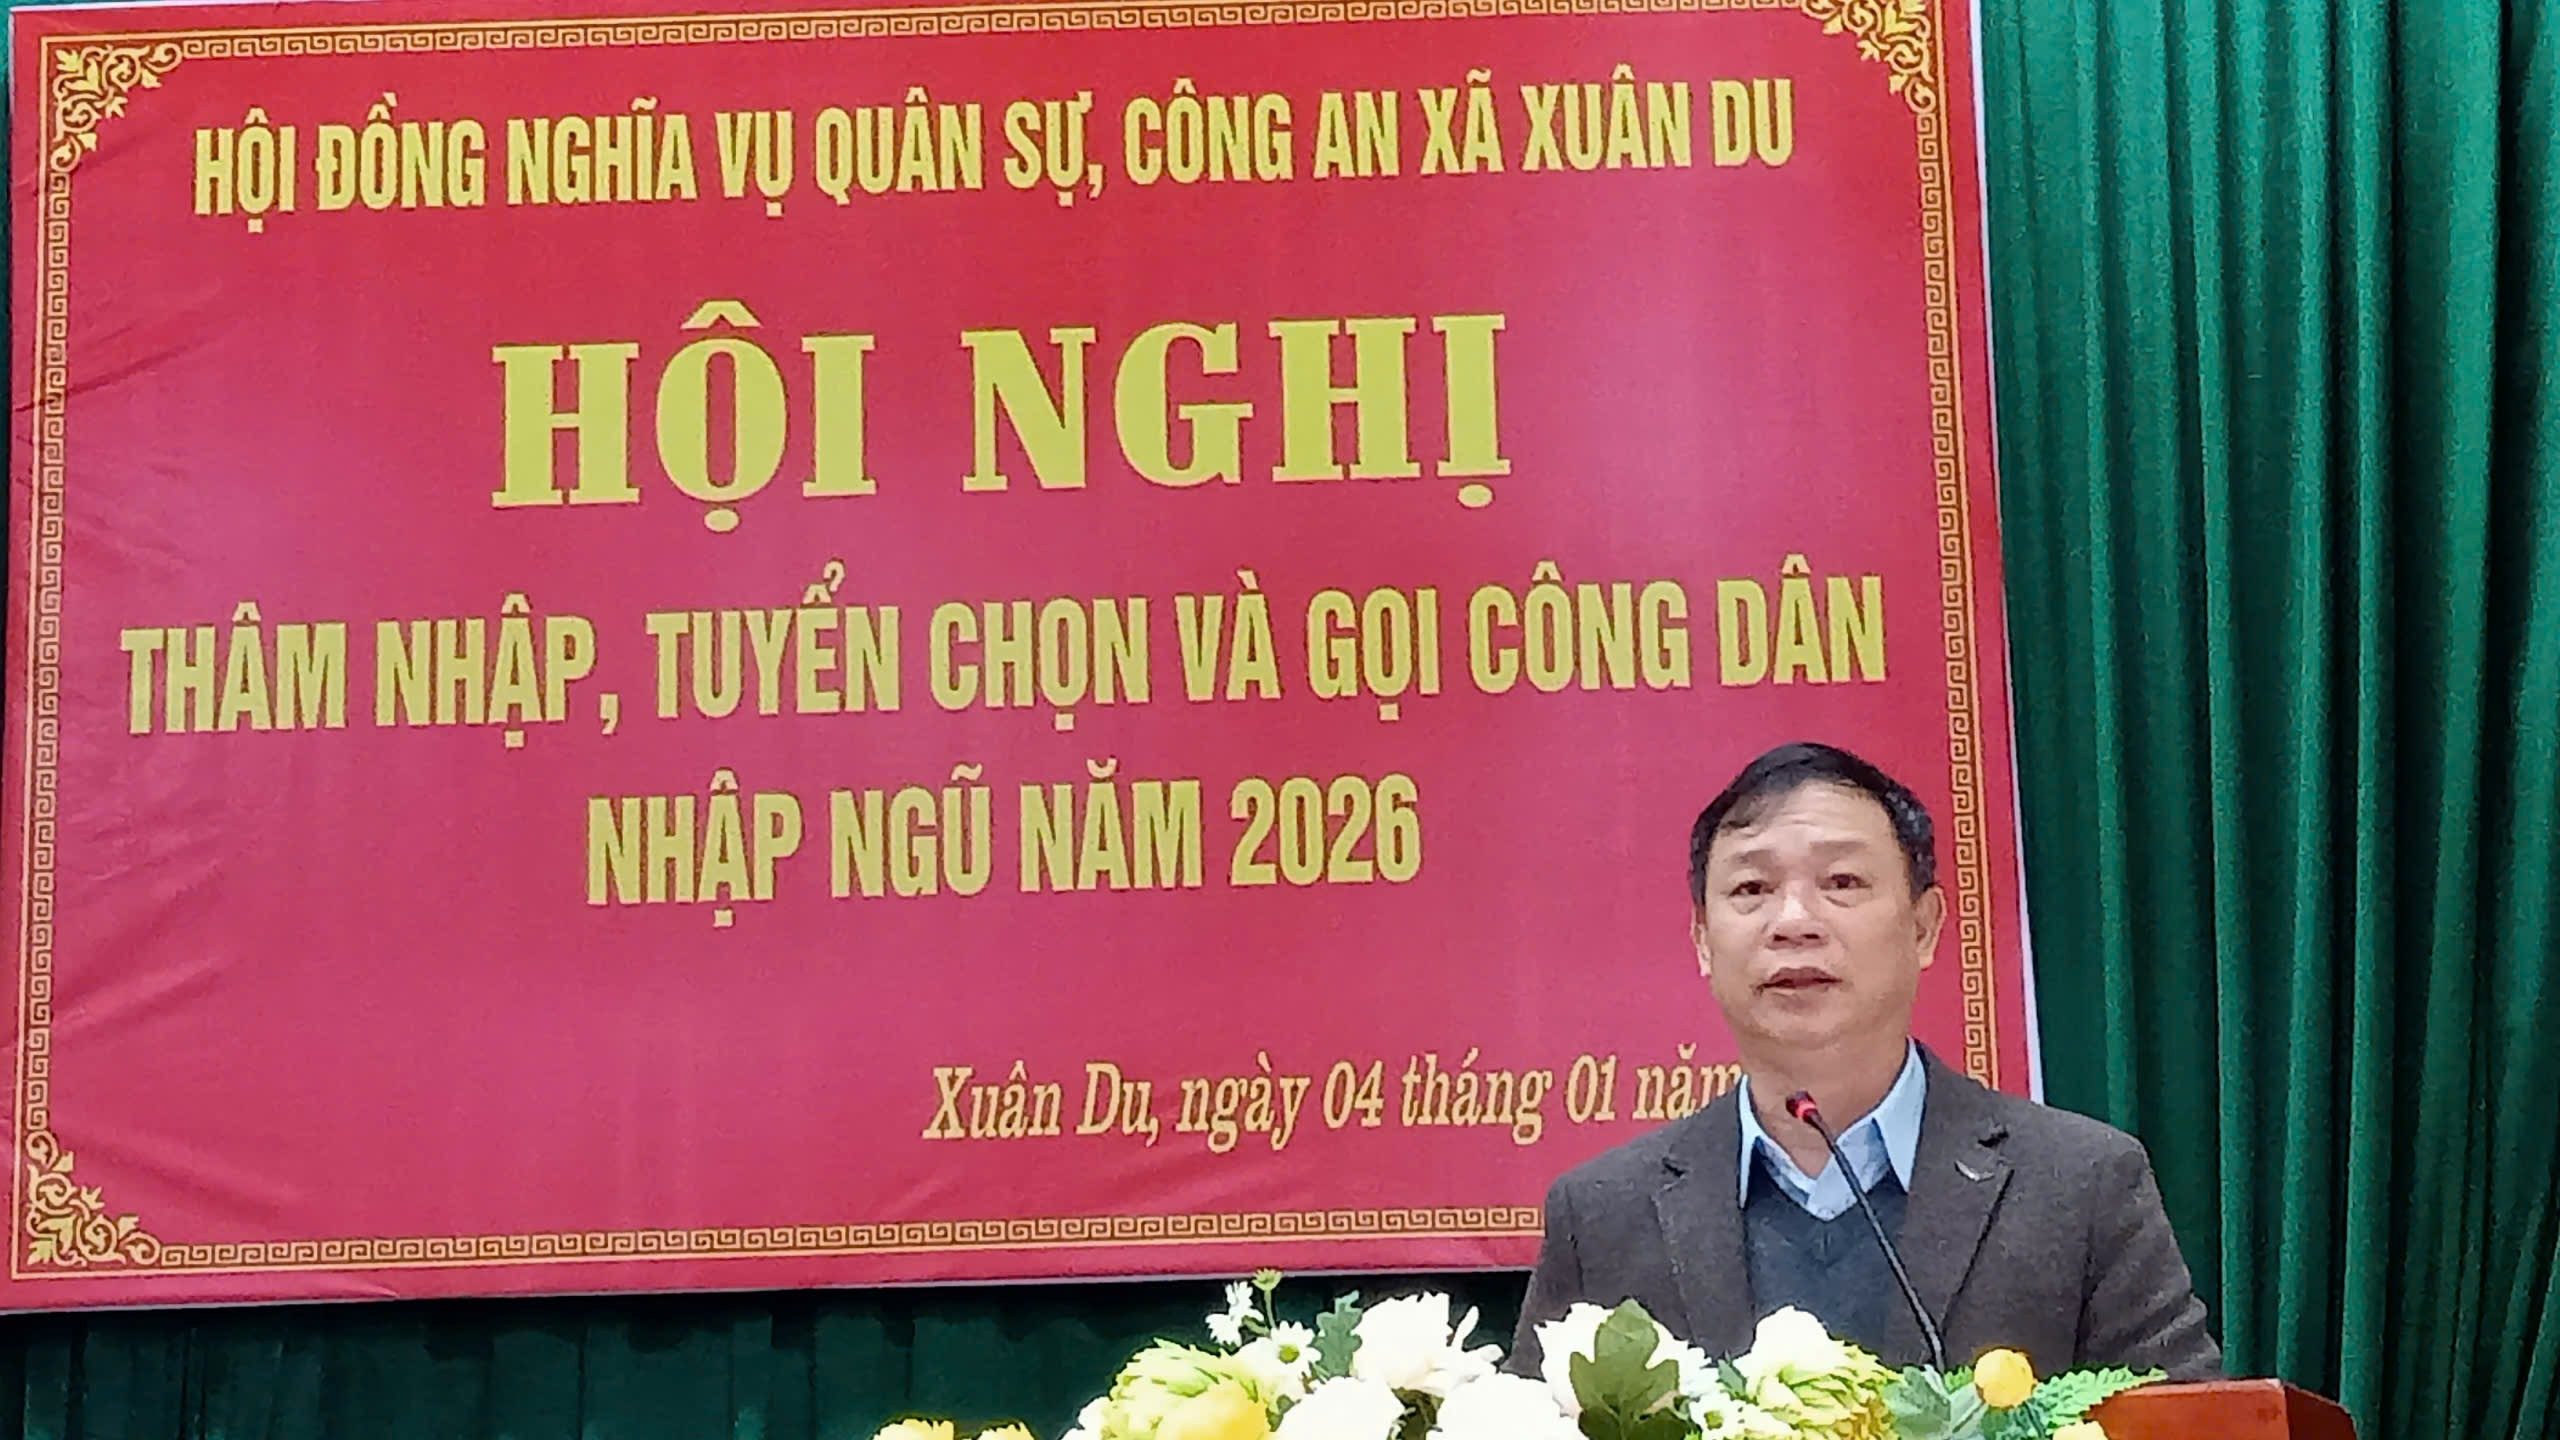 HỘI ĐỒNG NGHĨA VỤ QUÂN SỰ, CÔNG AN XÃ XUÂN DU
HỘI NGHỊ
THÂM NHẬP, TUYỂN CHỌN VÀ GỌI CÔNG DÂN
NHẬP NGŨ NĂM 2026
Xuân Du, ngày 04 tháng 01 năm